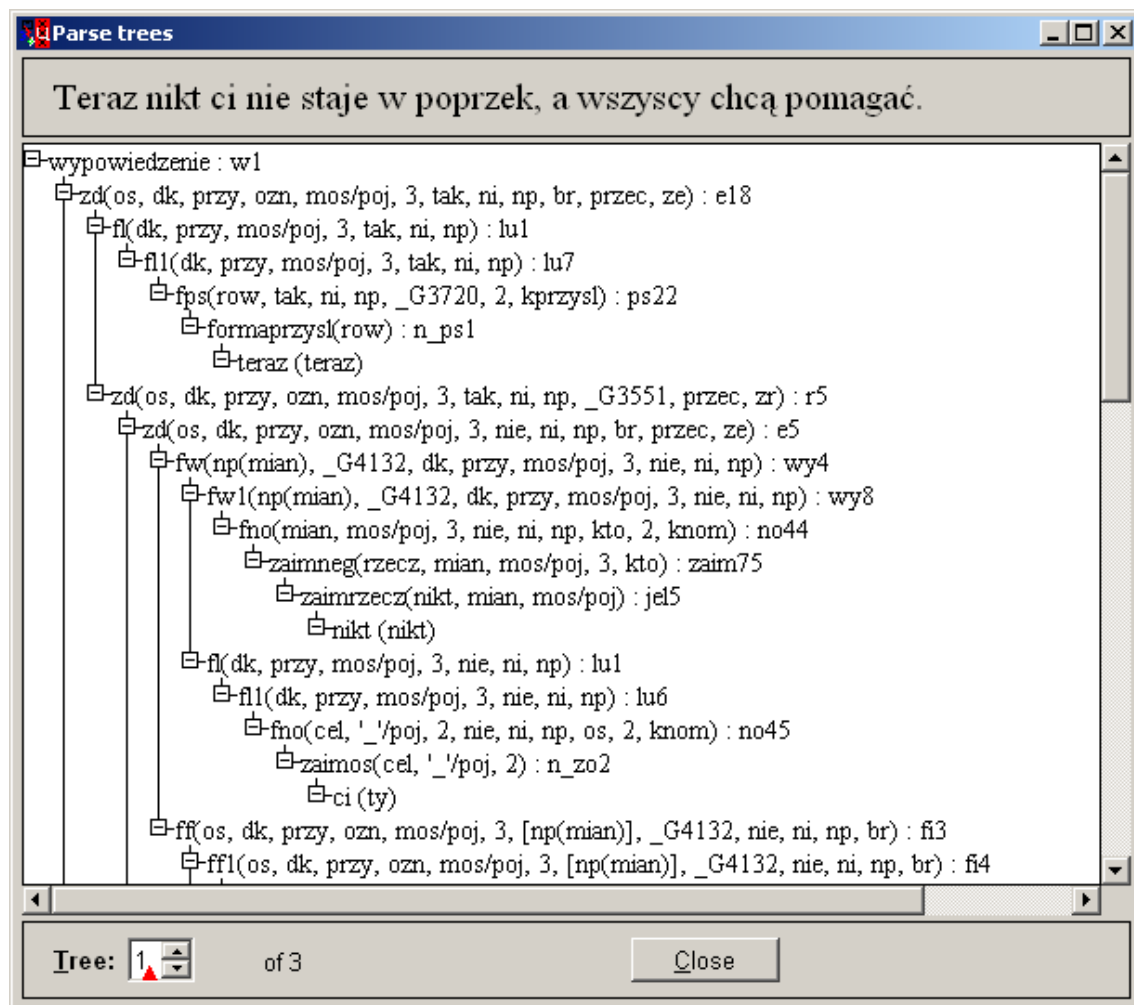 Parse trees
Teraz nikt ci nie staje w poprzek, a wszyscy chcą pomagać.
wypowiedzenie : w1
zd(os, dk, przy, ozn, mos/poj, 3, tak, ni, np, br, przec, ze) : e18
fl(dk, przy, mos/poj, 3, tak, ni, np) : lu1
fl1(dk, przy, mos/poj, 3, tak, ni, np) : lu7
fps(row, tak, ni, np, _G3720, 2, kprzysl) : ps22
formaprzysl(row) : n_ps1
teraz (teraz)
zd(os, dk, przy, ozn, mos/poj, 3, tak, ni, np, _G3551, przec, zr) : r5
zd(os, dk, przy, ozn, mos/poj, 3, nie, ni, np, br, przec, ze) : e5
fw(np(mian), _G4132, dk, przy, mos/poj, 3, nie, ni, np) : wy4
fw1(np(mian), _G4132, dk, przy, mos/poj, 3, nie, ni, np) : wy8
fno(mian, mos/poj, 3, nie, ni, np, kto, 2, knom) : no44
zaimneg(rzecz, mian, mos/poj, 3, kto) : zaim75
zaimrzecz(nikt, mian, mos/poj) : jel5
nikt (nikt)
fl(dk, przy, mos/poj, 3, nie, ni, np) : lu1
fl1(dk, przy, mos/poj, 3, nie, ni, np) : lu6
fno(cel, '_'/poj, 2, nie, ni, np, os, 2, knom) : no45
zaimos(cel, '_'/poj, 2) : n_zo2
ci (ty)
ff(os, dk, przy, ozn, mos/poj, 3, [np(mian)], _G4132, nie, ni, np, br) : fi3
ff1(os, dk, przy, ozn, mos/poj, 3, [np(mian)], _G4132, nie, ni, np, br) : fi4
Tree: 1 of 3 Close